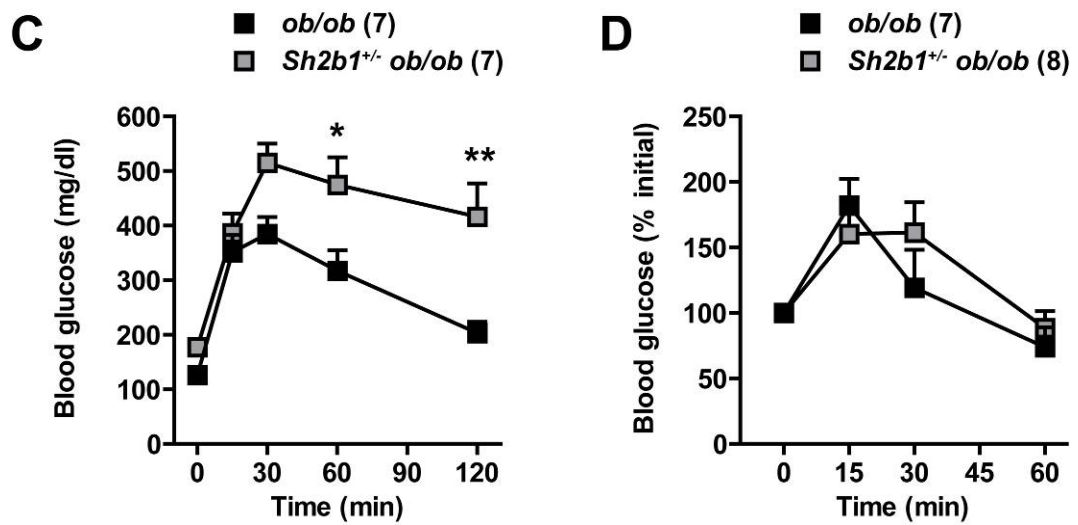 C
ob/ob (7)
Sh2b1+/- ob/ob (7)
Blood glucose (mg/dl)
600
500
400
300
200
100
0
*
**
0 30 60 90 120
Time (min)
D
ob/ob (7)
Sh2b1+/- ob/ob (8)
Blood glucose (% initial)
250
200
150
100
50
0
0 15 30 45 60
Time (min)